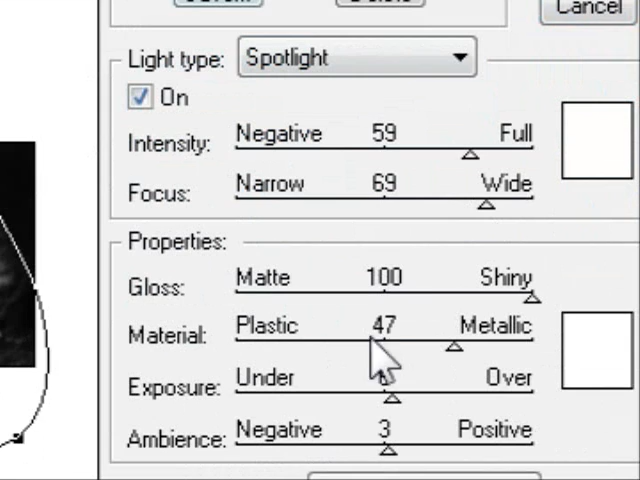 Cancel
Light type: Spotlight
On
Intensity: Negative 59 Full
Focus: Narrow 69 Wide
Properties:
Gloss: Matte 100 Shiny
Material: Plastic 47 Metallic
Exposure: Under Over
Ambience: Negative 3 Positive